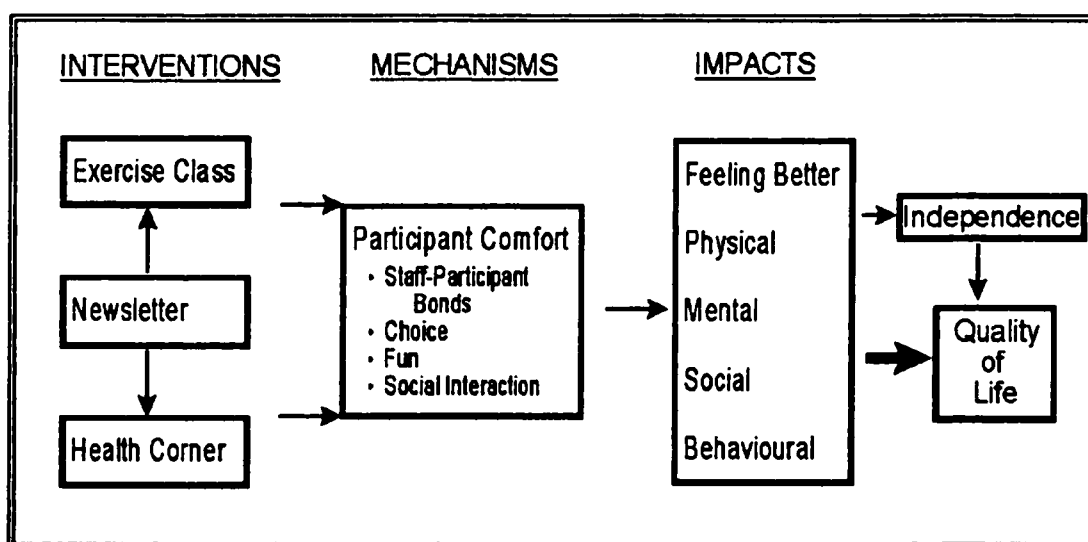 INTERVENTIONS
MECHANISMS
IMPACTS
Exercise Class
Newsletter
Health Corner
Participant Comfort
• Staff-Participant
Bonds
• Choice
• Fun
• Social Interaction
Feeling Better
Physical
Mental
Social
Behavioural
Independence
Quality
of
Life